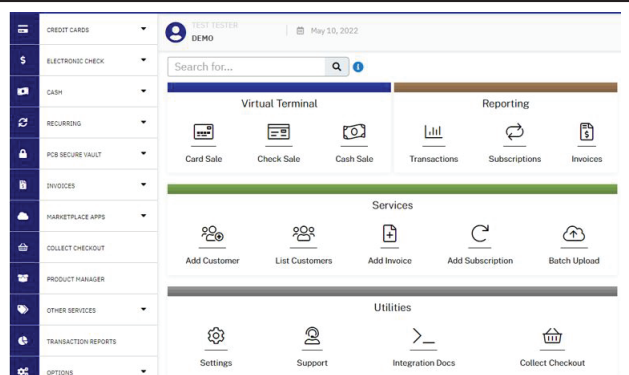 CREDIT CARDS
ELECTRONIC CHECK
CASH
RECURRING
PCB SECURE VAULT
INVOICES
MARKETPLACE APPS
COLLECT CHECKOUT
PRODUCT MANAGER
OTHER SERVICES
TRANSACTION REPORTS
OPTIONS
TEST TESTER
DEMO
May 10, 2022
Search for...
Virtual Terminal
Card Sale Check Sale Cash Sale
Reporting
Transactions Subscriptions Invoices
Services
Add Customer List Customers Add Invoice Add Subscription Batch Upload
Utilities
Settings Support Integration Docs Collect Checkout